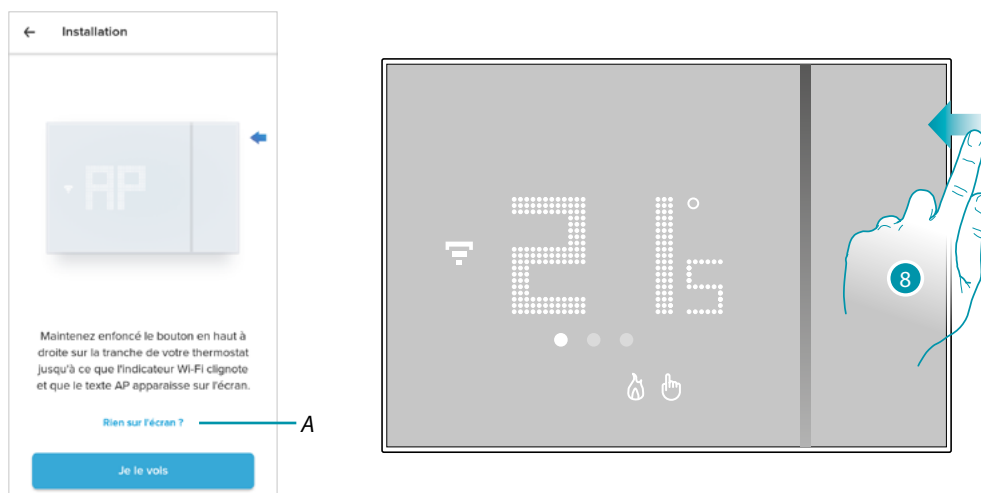 Installation
AP
Maintenez enfoncé le bouton en haut à
droite sur la tranche de votre thermostat
jusqu'à ce que l'indicateur Wi-Fi clignote
et que le texte AP apparaisse sur l'écran.
Rien sur l'écran ?
A
Je le vois
21°5
8